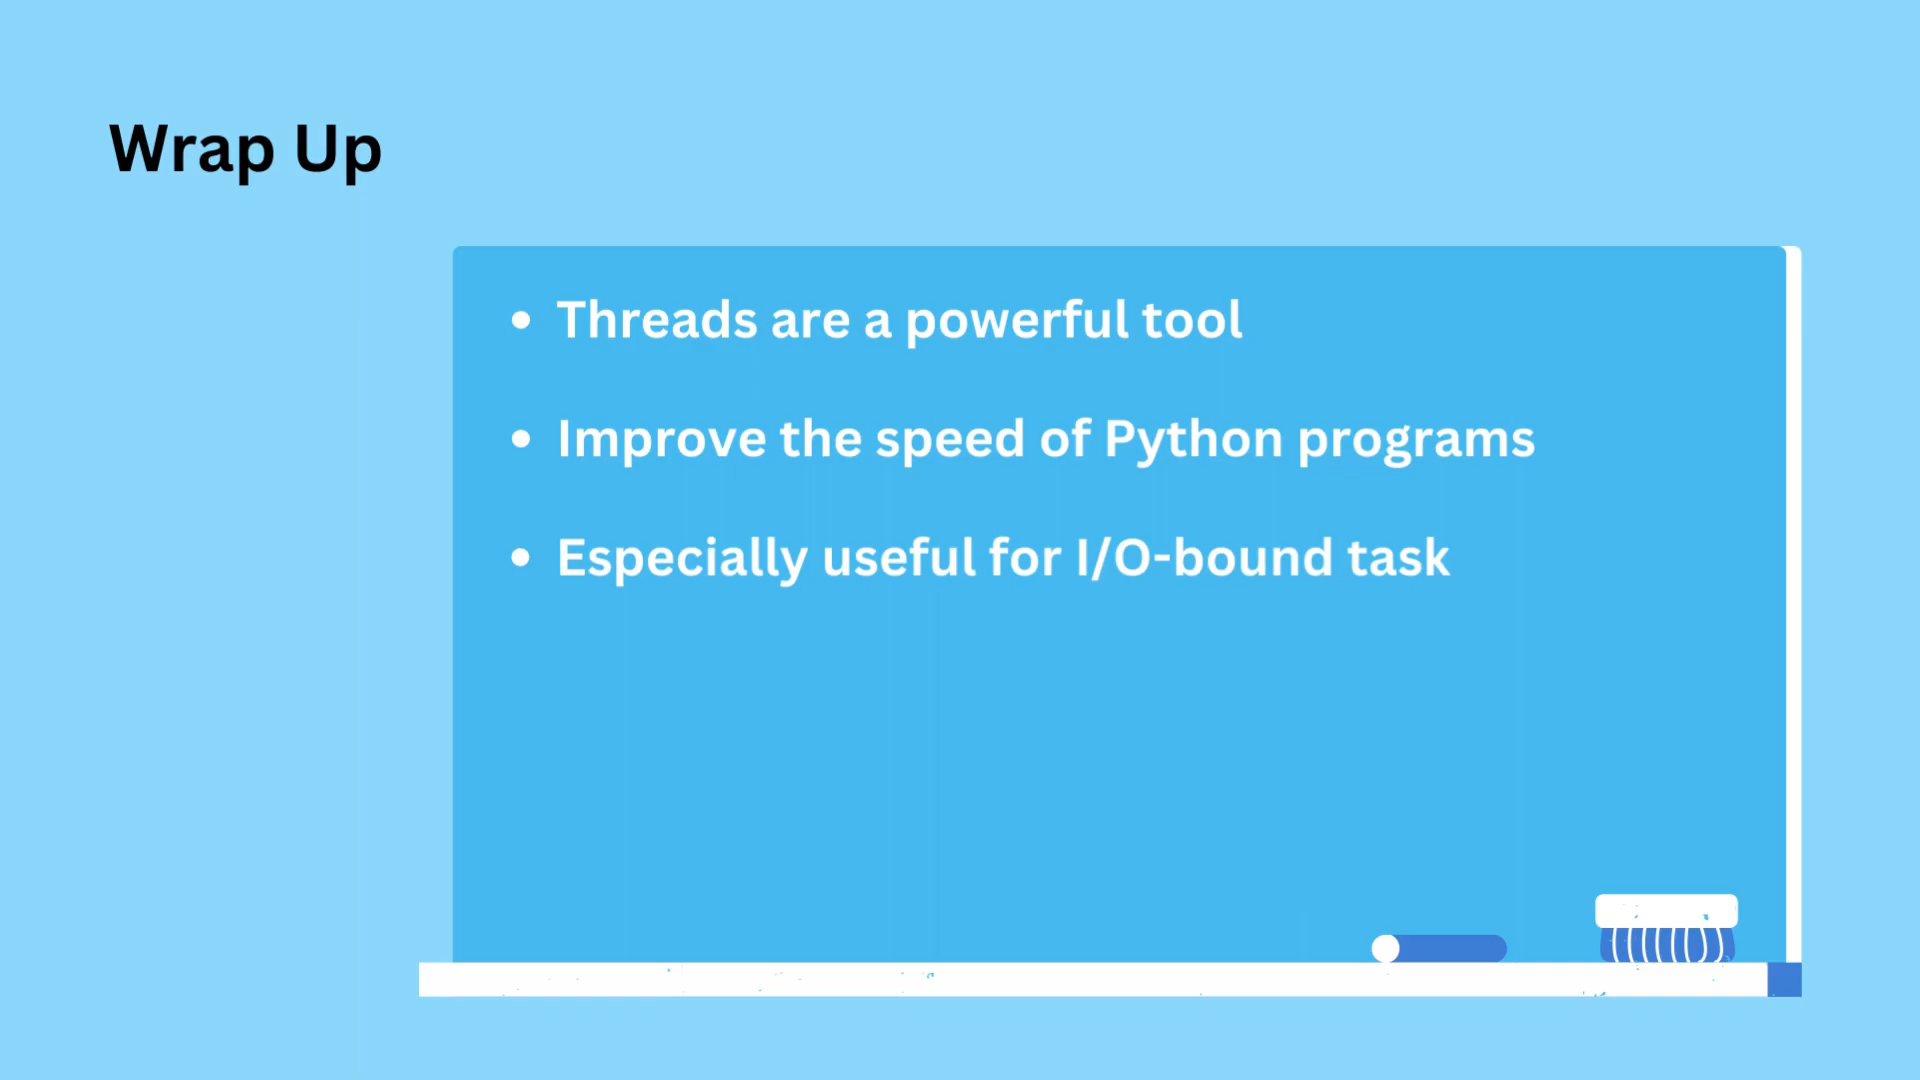 Wrap Up
• Threads are a powerful tool
• Improve the speed of Python programs
• Especially useful for I/O-bound task